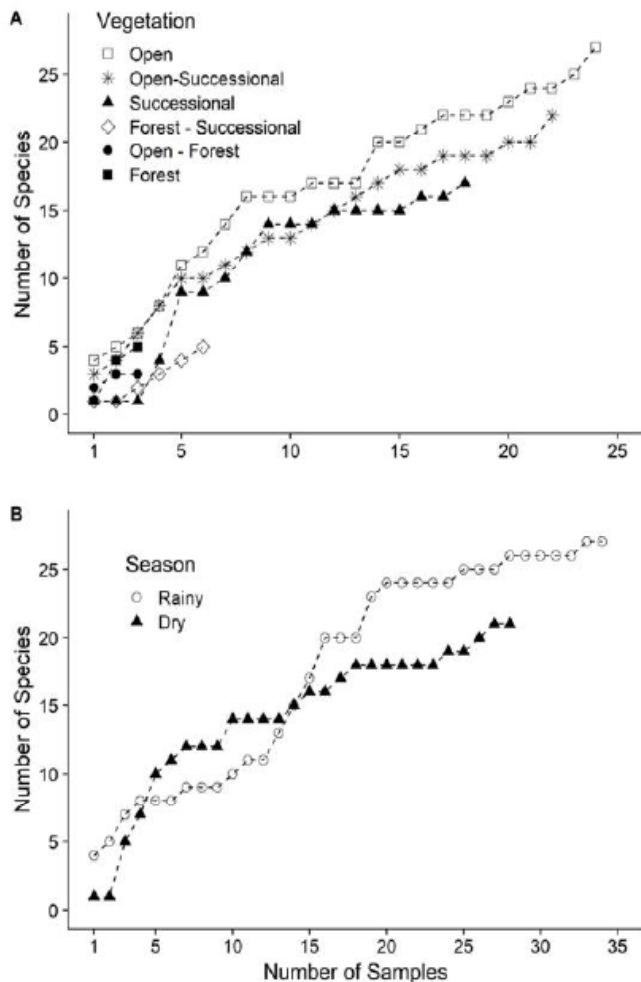 A
Vegetation
Open
Open-Successional
Successional
Forest - Successional
Open - Forest
Forest
Number of Species
25
20
15
10
5
0
1 5 10 15 20 25
B
Season
Rainy
Dry
Number of Species
25
20
15
10
5
0
1 5 10 15 20 25 30 35
Number of Samples